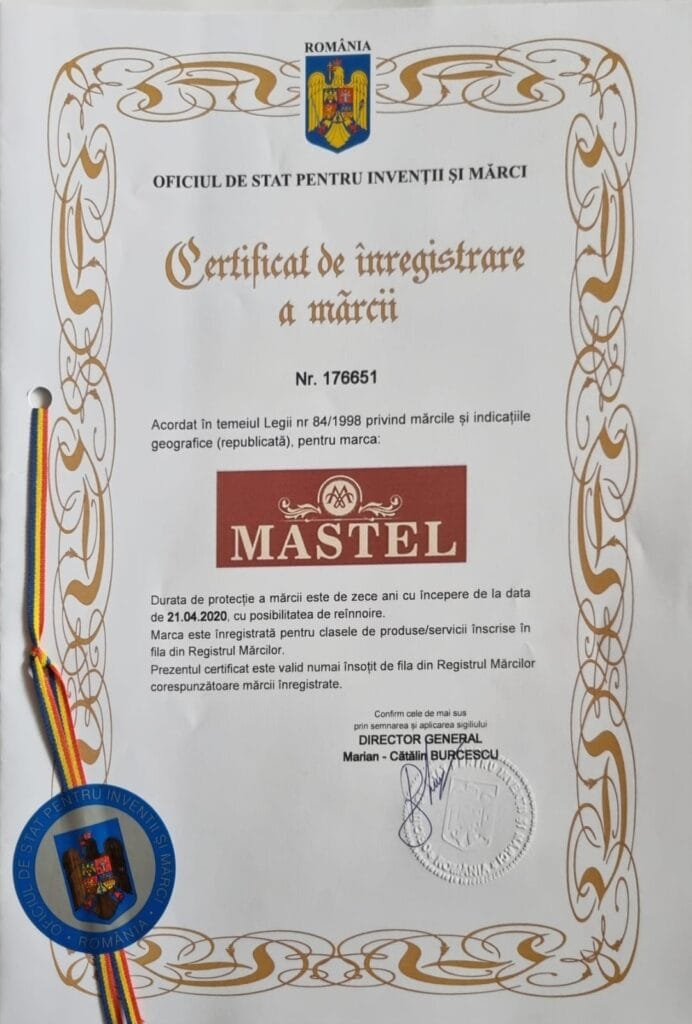 ROMÂNIA
OFICIUL DE STAT PENTRU INVENȚII ȘI MĂRCI
Certificat de înregistrare
a mărcii
Nr. 176651
Acordat în temeiul Legii nr 84/1998 privind mărcile și indicațiile
geografice (republicată), pentru marca:
MASTEL
Durata de protecție a mărcii este de zece ani cu începere de la data
de 21.04.2020, cu posibilitatea de reînnoire.
Marca este înregistrată pentru clasele de produse/servicii înscrise în
fila din Registrul Mărcilor.
Prezentul certificat este valid numai însoțit de fila din Registrul Mărcilor
corespunzătoare mărcii înregistrate.
Confirm cele de mai sus
prin semnarea și aplicarea sigiliului
DIRECTOR GENERAL
Marian - Cătălin BURCESCU
OFICIUL DE STAT PENTRU INVENȚII ȘI MĂRCI
• ROMÂNIA •